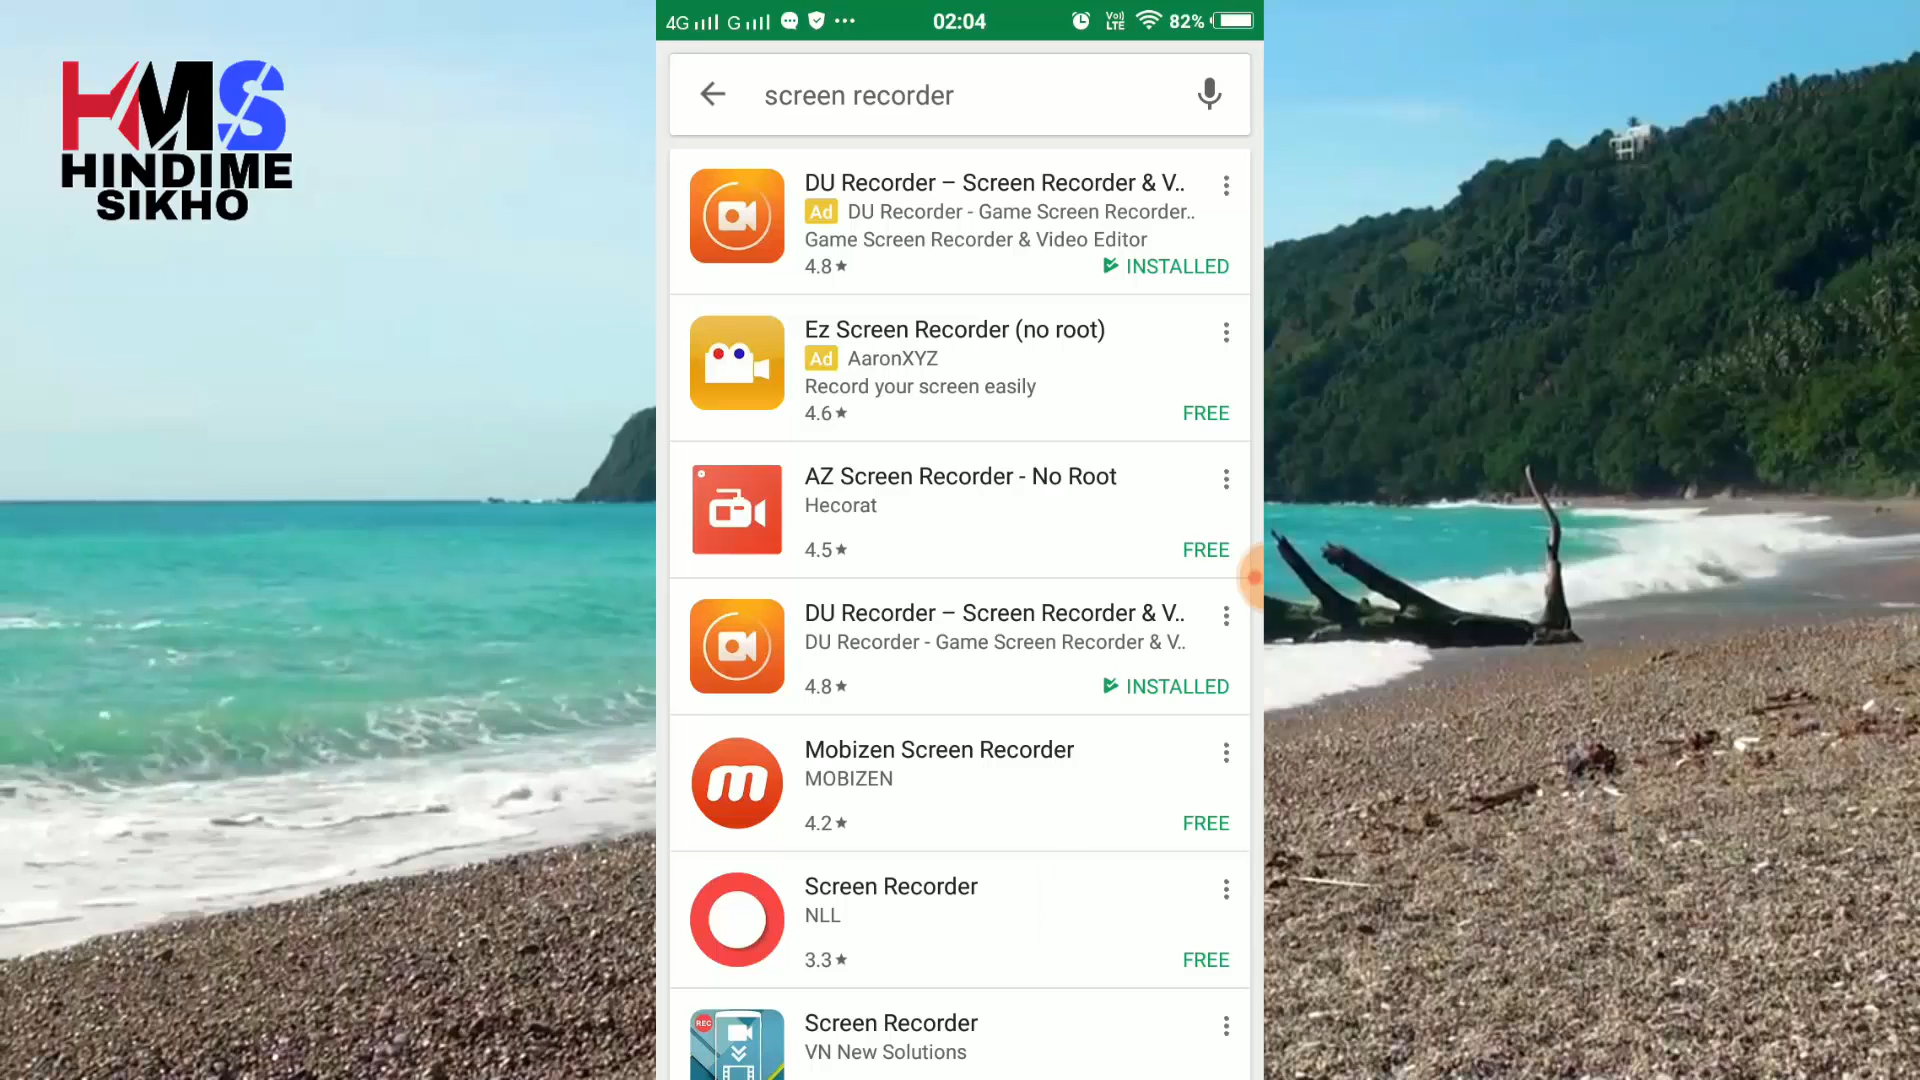 HMS
HINDIME
SIKHO
4G G 02:04 VoI) LTE 82%
screen recorder
DU Recorder – Screen Recorder & V..
Ad DU Recorder - Game Screen Recorder..
Game Screen Recorder & Video Editor
4.8★ INSTALLED
Ez Screen Recorder (no root)
Ad AaronXYZ
Record your screen easily
4.6★ FREE
AZ Screen Recorder - No Root
Hecorat
4.5★ FREE
DU Recorder – Screen Recorder & V..
DU Recorder - Game Screen Recorder & V..
4.8★ INSTALLED
Mobizen Screen Recorder
m
MOBIZEN
4.2★ FREE
Screen Recorder
NLL
3.3★ FREE
REC
Screen Recorder
VN New Solutions